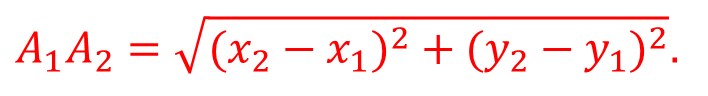 A₁A₂ = √((x₂ − x₁)² + (y₂ − y₁)²).